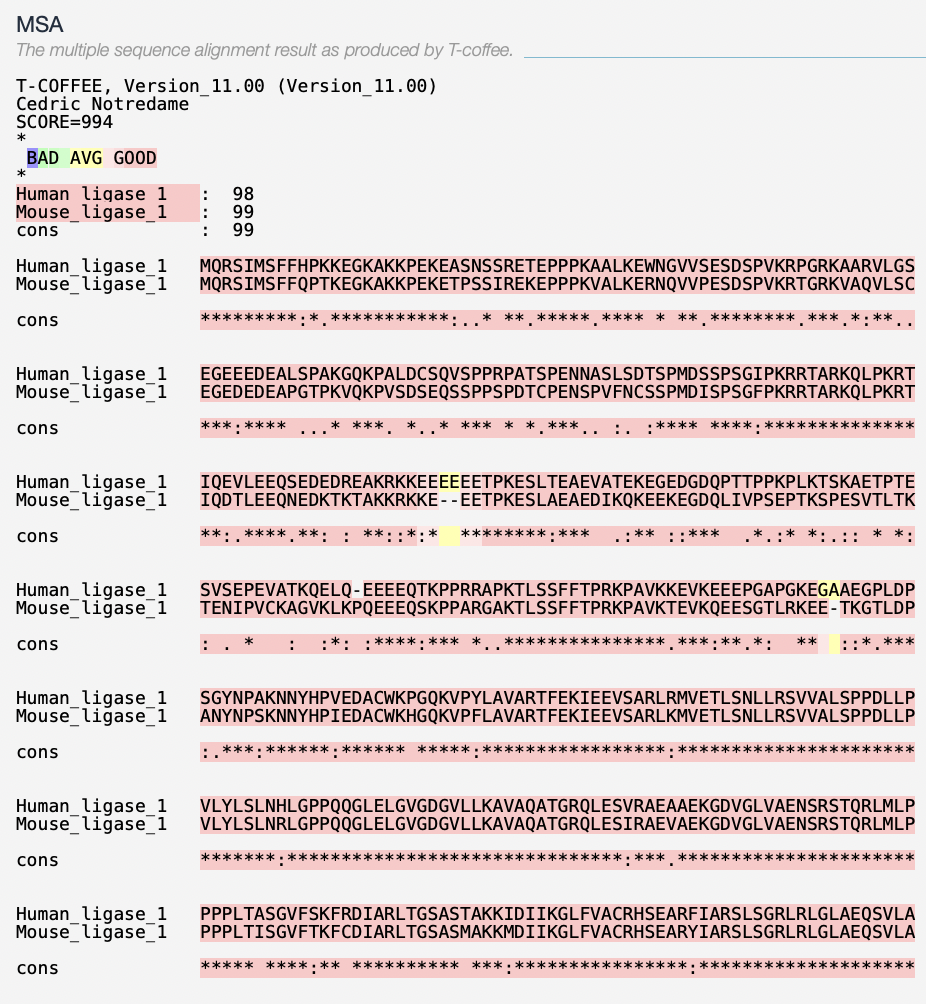 MSA
The multiple sequence alignment result as produced by T-coffee.
T-COFFEE, Version_11.00 (Version_11.00)
Cedric Notredame
SCORE=994
*
BAD AVG GOOD
*
Human_ligase_1 : 98
Mouse_ligase_1 : 99
cons : 99
Human_ligase_1 MQRSIMSFFHPKKEGKAKKPEKEASNSSRETEPPPKAALKEWNGVVSESDSPVKRPGRKAARVLGS
Mouse_ligase_1 MQRSIMSFFQPTKEGKAKKPEKETPSSIREKEPPPKVALKERNQVVPESDSPVKRTGRKVAQVLSC
cons *********:*.***********:..* **.*****.**** * **.********.***.*:**..
Human_ligase_1 EGEEEDEALSPAKGQKPALDCSQVSPPRPATSPENNASLSDTSPMDSSPSGIPKRRTARKQLPKRT
Mouse_ligase_1 EGEDEDEAPGTPKVQKPVSDSEQSSPPSPDTCPENSPVFNCSSPMDISPSGFPKRRTARKQLPKRT
cons ***:**** ...* ***. *..* *** * *.***.. :. :**** ****:**************
Human_ligase_1 IQEVLEEQSEDEDREAKRKKEEEEEETPKESLTEAEVATEKEGEDGDQPTTPPKPLKTSKAETPTE
Mouse_ligase_1 IQDTLEEQNEDKTKTAKKRKKE--EETPKESLAEAEDIKQKEEKEGDQLIVPSEPTKSPESVTLTK
cons **:.****.**: : **::*:*  *********:***  .:** ::***  .*.:* *:.:: * *:
Human_ligase_1 SVSEPEVATKQELQ-EEEEQTKPPRRAPKTLSSFFTPRKPAVKKEVKEEEPGAPGKEGAAEGPLDP
Mouse_ligase_1 TENIPVCKAGVKLKPQEEEQSKPPARGAKTLSSFFTPRKPAVKTEVKQEESGTLRKEE-TKGTLDP
cons : . *   :  :*: :****:*** *..***************.***:**.*:  **  ::*.***
Human_ligase_1 SGYNPAKNNYHPVEDACWKPGQKVPYLAVARTFEKIEEVSARLRMVETLSNLLRSVVALSPPDLLP
Mouse_ligase_1 ANYNPSKNNYHPIEDACWKHGQKVPFLAVARTFEKIEEVSARLKMVETLSNLLRSVVALSPPDLLP
cons :.***:******:****** *****:*****************:**********************
Human_ligase_1 VLYLSLNHLGPPQQGLELGVGDGVLLKAVAQATGRQLESVRAEAAEKGDVGLVAENSRSTQRLMLP
Mouse_ligase_1 VLYLSLNRLGPPQQGLELGVGDGVLLKAVAQATGRQLESIRAEVAEKGDVGLVAENSRSTQRLMLP
cons *******:*******************************:***.**********************
Human_ligase_1 PPPLTASGVFSKFRDIARLTGSASTAKKIDIIKGLFVACRHSEARFIARSLSGRLRLGLAEQSVLA
Mouse_ligase_1 PPPLTISGVFTKFCDIARLTGSASMAKKMDIIKGLFVACRHSEARYIARSLSGRLRLGLAEQSVLA
cons ***** ****:** ********** ***:****************:********************